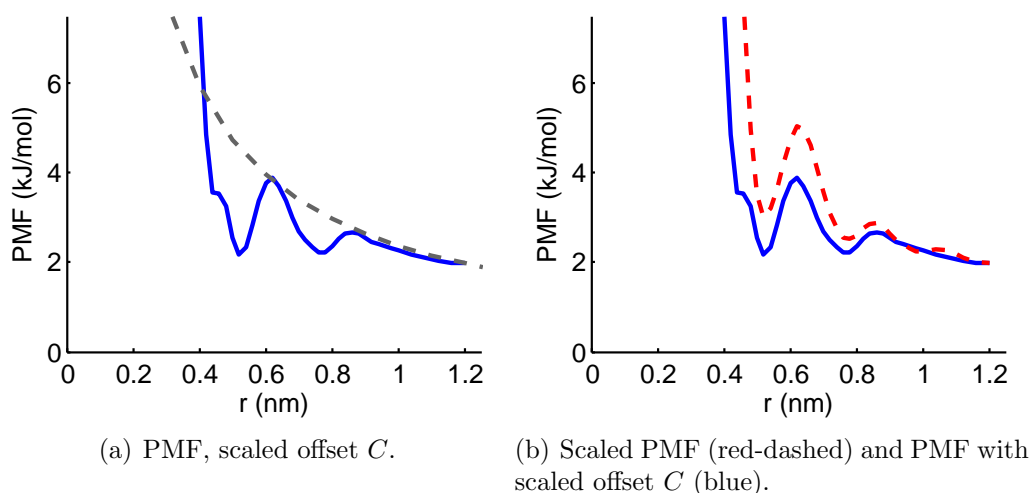 PMF (kJ/mol)
6
4
2
0
0 0.2 0.4 0.6 0.8 1 1.2
r (nm)
(a) PMF, scaled offset C.
PMF (kJ/mol)
6
4
2
0
0 0.2 0.4 0.6 0.8 1 1.2
r (nm)
(b) Scaled PMF (red-dashed) and PMF with
scaled offset C (blue).